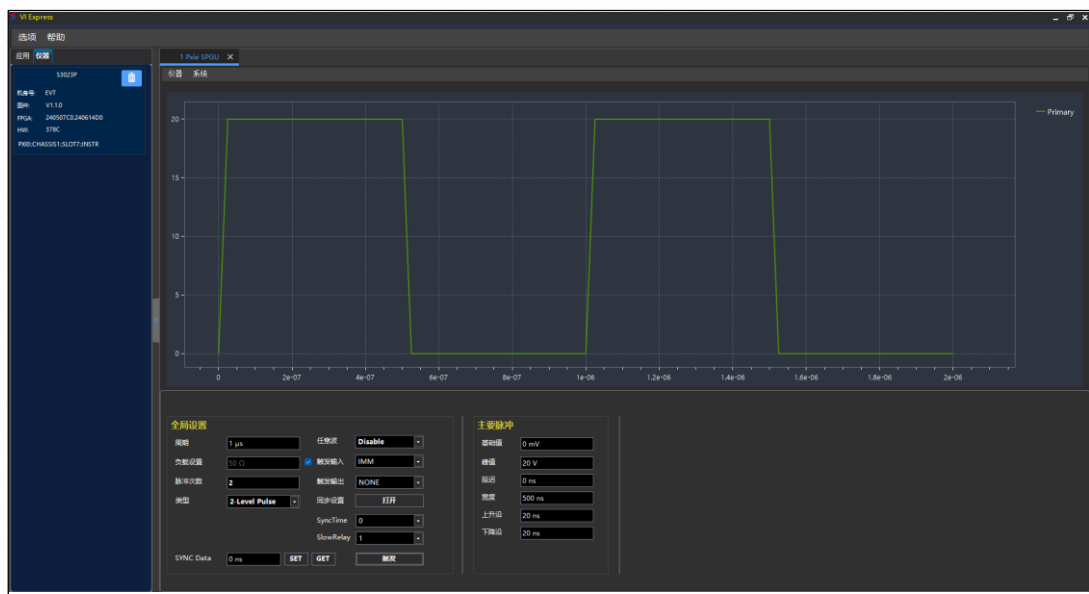 VI Express
选项 帮助
应用 仪器
1 Pxie SPGU X
S3023P
仪器 系统
机身号: EVT
固件: V1.1.0
FPGA: 240507C0.240614D0
HW: 378C
PXI0::CHASSIS1::SLOT7::INSTR
Primary
20
15
10
5
0
0 2e-07 4e-07 6e-07 8e-07 1e-06 1.2e-06 1.4e-06 1.6e-06 1.8e-06 2e-06
全局设置
周期 1 μs 任意波 Disable
负载设置 50 Ω 触发输入 IMM
脉冲次数 2 触发输出 NONE
类型 2-Level Pulse 同步设置 打开
SyncTime 0
SlowRelay 1
SYNC Data 0 ns SET GET 触发
主要脉冲
基础值 0 mV
峰值 20 V
延迟 0 ns
宽度 500 ns
上升沿 20 ns
下降沿 20 ns